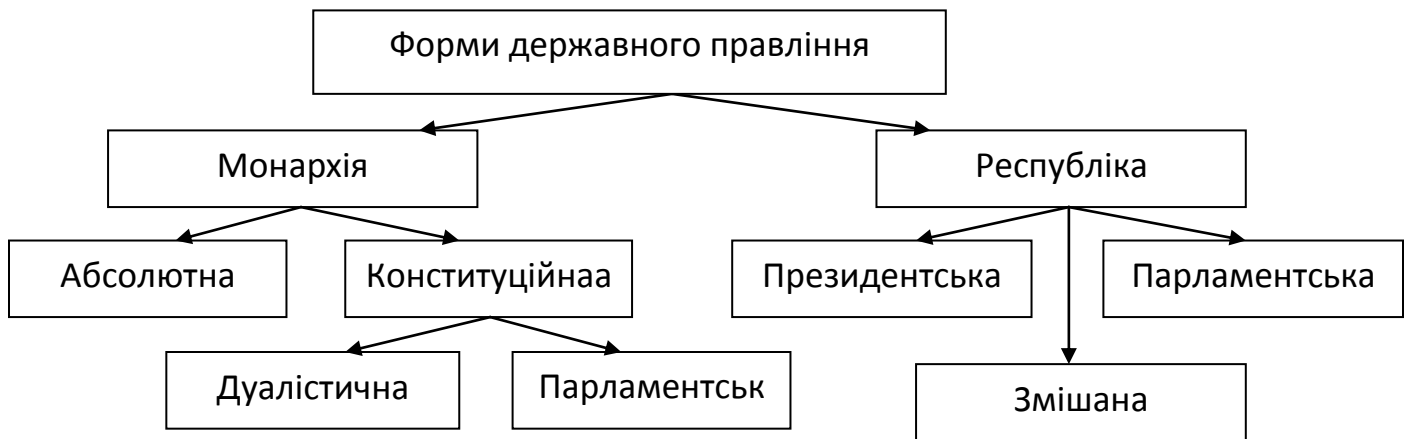 Форми державного правління
Монархія
Республіка
Абсолютна
Конституційнаа
Президентська
Парламентська
Дуалістична
Парламентськ
Змішана